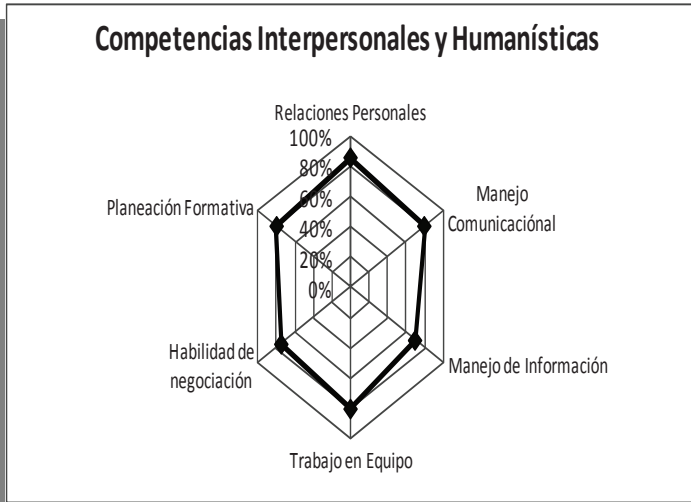 Competencias Interpersonales y Humanísticas
Relaciones Personales
100%
80%
60%
40%
20%
0%
Manejo
Comunicaciónal
Manejo de Información
Trabajo en Equipo
Habilidad de
negociación
Planeación Formativa